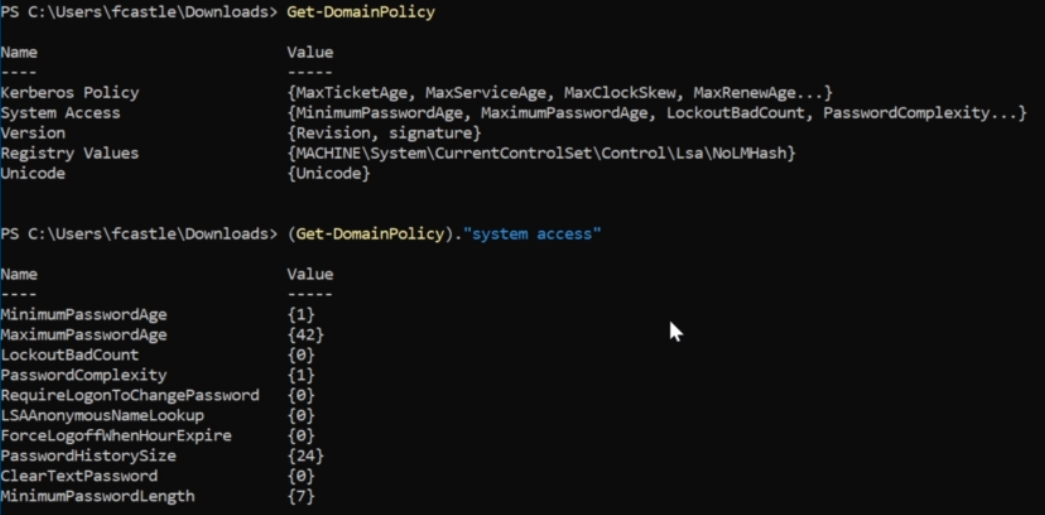 PS C:\Users\fcastle\Downloads> Get-DomainPolicy
Name Value
---- -----
Kerberos Policy {MaxTicketAge, MaxServiceAge, MaxClockSkew, MaxRenewAge...}
System Access {MinimumPasswordAge, MaximumPasswordAge, LockoutBadCount, PasswordComplexity...}
Version {Revision, signature}
Registry Values {MACHINE\System\CurrentControlSet\Control\Lsa\NoLMHash}
Unicode {Unicode}
PS C:\Users\fcastle\Downloads> (Get-DomainPolicy)."system access"
Name Value
---- -----
MinimumPasswordAge {1}
MaximumPasswordAge {42}
LockoutBadCount {0}
PasswordComplexity {1}
RequireLogonToChangePassword {0}
LSAAnonymousNameLookup {0}
ForceLogoffWhenHourExpire {0}
PasswordHistorySize {24}
ClearTextPassword {0}
MinimumPasswordLength {7}